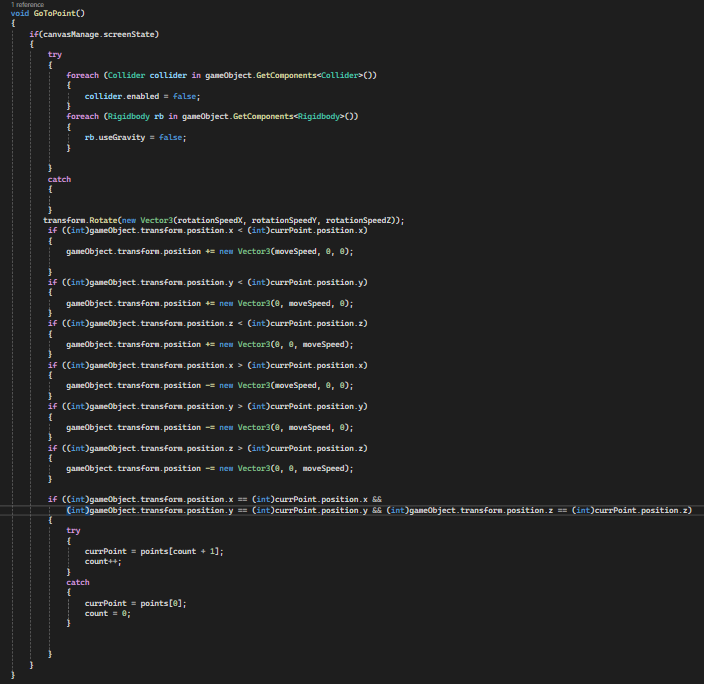 1 reference
void GoToPoint()
{
if(canvasManage.screenState)
{
try
{
foreach (Collider collider in gameObject.GetComponents<Collider>())
{
collider.enabled = false;
}
foreach (Rigidbody rb in gameObject.GetComponents<Rigidbody>())
{
rb.useGravity = false;
}
}
catch
{
}
transform.Rotate(new Vector3(rotationSpeedX, rotationSpeedY, rotationSpeedZ));
if ((int)gameObject.transform.position.x < (int)currPoint.position.x)
{
gameObject.transform.position += new Vector3(moveSpeed, 0, 0);
}
if ((int)gameObject.transform.position.y < (int)currPoint.position.y)
{
gameObject.transform.position += new Vector3(0, moveSpeed, 0);
}
if ((int)gameObject.transform.position.z < (int)currPoint.position.z)
{
gameObject.transform.position += new Vector3(0, 0, moveSpeed);
}
if ((int)gameObject.transform.position.x > (int)currPoint.position.x)
{
gameObject.transform.position -= new Vector3(moveSpeed, 0, 0);
}
if ((int)gameObject.transform.position.y > (int)currPoint.position.y)
{
gameObject.transform.position -= new Vector3(0, moveSpeed, 0);
}
if ((int)gameObject.transform.position.z > (int)currPoint.position.z)
{
gameObject.transform.position -= new Vector3(0, 0, moveSpeed);
}
if ((int)gameObject.transform.position.x == (int)currPoint.position.x &&
(int)gameObject.transform.position.y == (int)currPoint.position.y && (int)gameObject.transform.position.z == (int)currPoint.position.z)
{
try
{
currPoint = points[count + 1];
count++;
}
catch
{
currPoint = points[0];
count = 0;
}
}
}
}